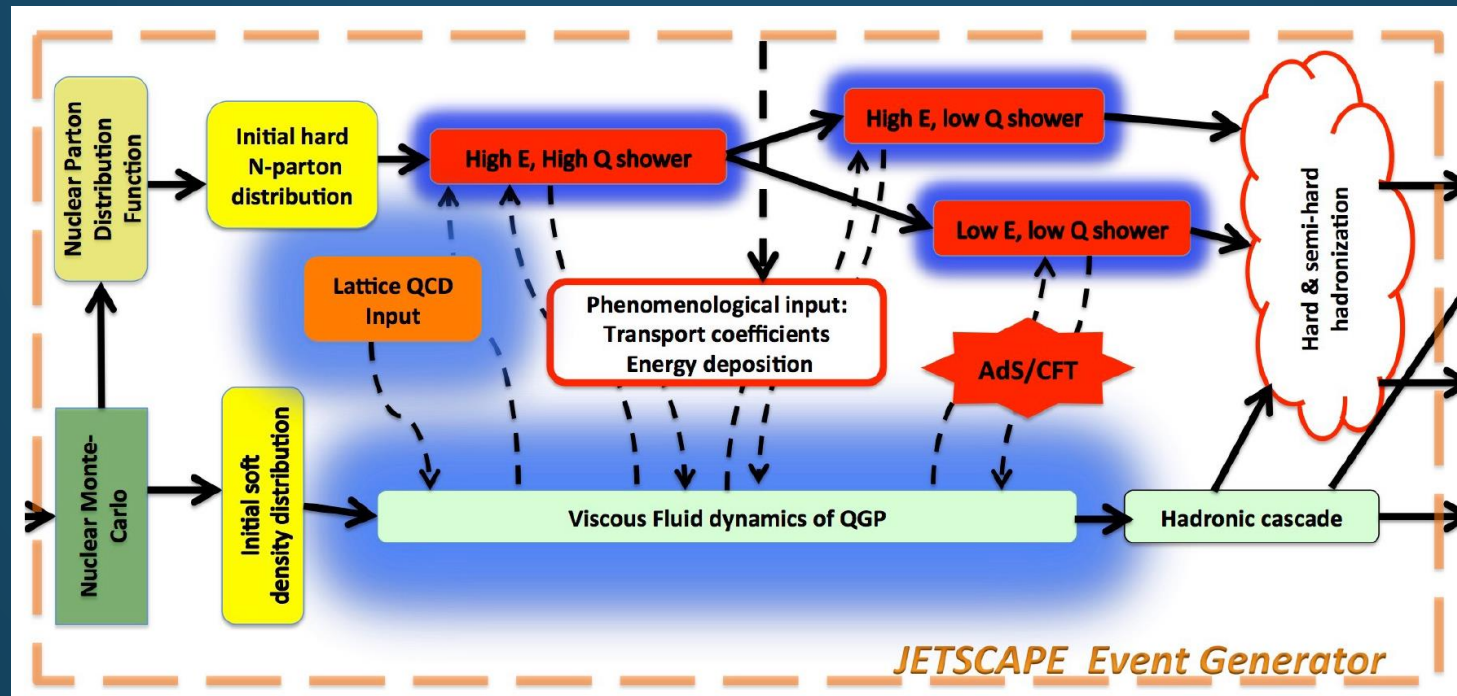 Nuclear Parton
Distribution
Function
Initial hard
N-parton
distribution
High E, High Q shower
High E, low Q shower
Low E, low Q shower
Hard & semi-hard
hadronization
Lattice QCD
Input
Phenomenological input:
Transport coefficients
Energy deposition
AdS/CFT
Nuclear Monte-
Carlo
Initial soft
density distribution
Viscous Fluid dynamics of QGP
Hadronic cascade
JETSCAPE Event Generator